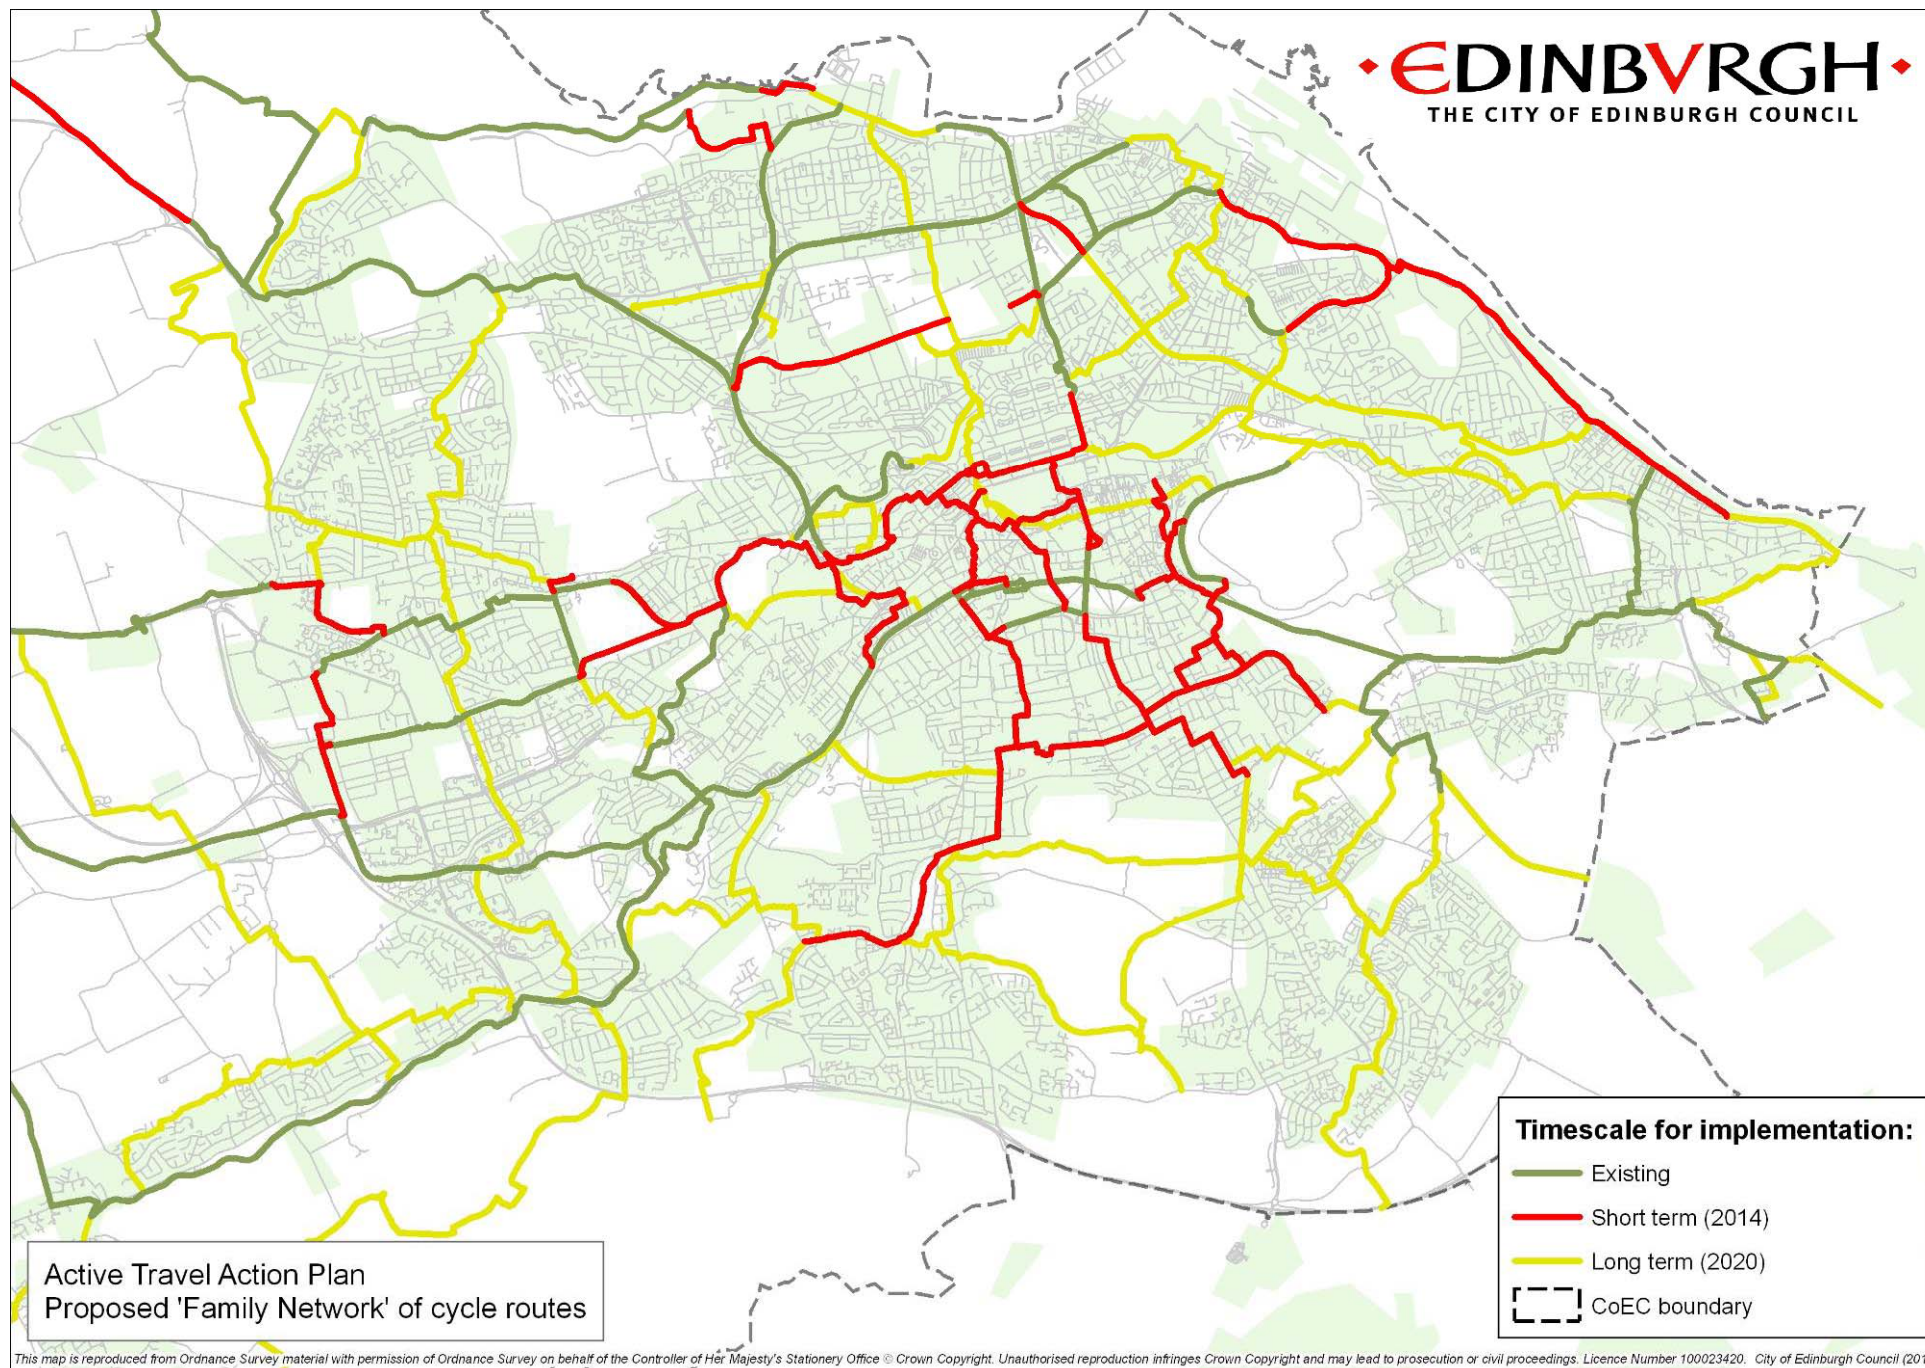 EDINBVRGH
THE CITY OF EDINBURGH COUNCIL
Timescale for implementation:
Existing
Short term (2014)
Long term (2020)
CoEC boundary
Active Travel Action Plan
Proposed 'Family Network' of cycle routes
This map is reproduced from Ordnance Survey material with permission of Ordnance Survey on behalf of the Controller of Her Majesty's Stationery Office © Crown Copyright. Unauthorised reproduction infringes Crown Copyright and may lead to prosecution or civil proceedings. Licence Number 100023420. City of Edinburgh Council (20